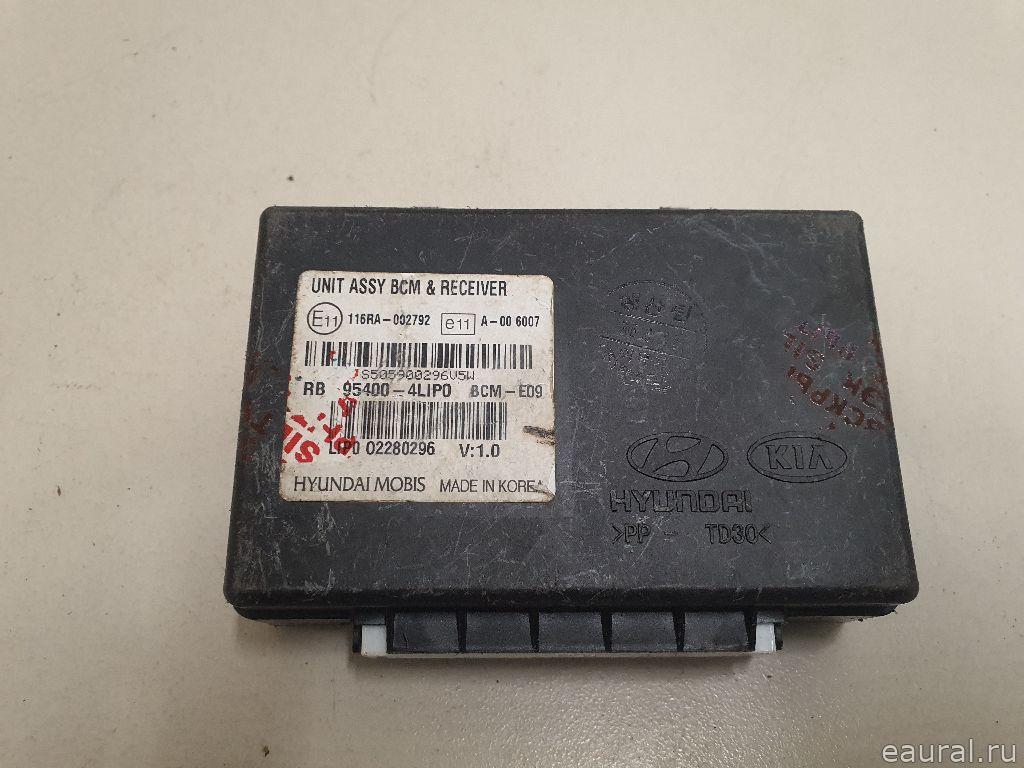 UNIT ASSY BCM & RECEIVER
E11 116RA-002792 e11 A-00 6007
S505900296V5W
RB 95400-4LIP0 BCM-E09
LIP0 02280296 V:1.0
HYUNDAI MOBIS MADE IN KOREA
KIA
HYUNDAI
>PP - TD30<
eaural.ru